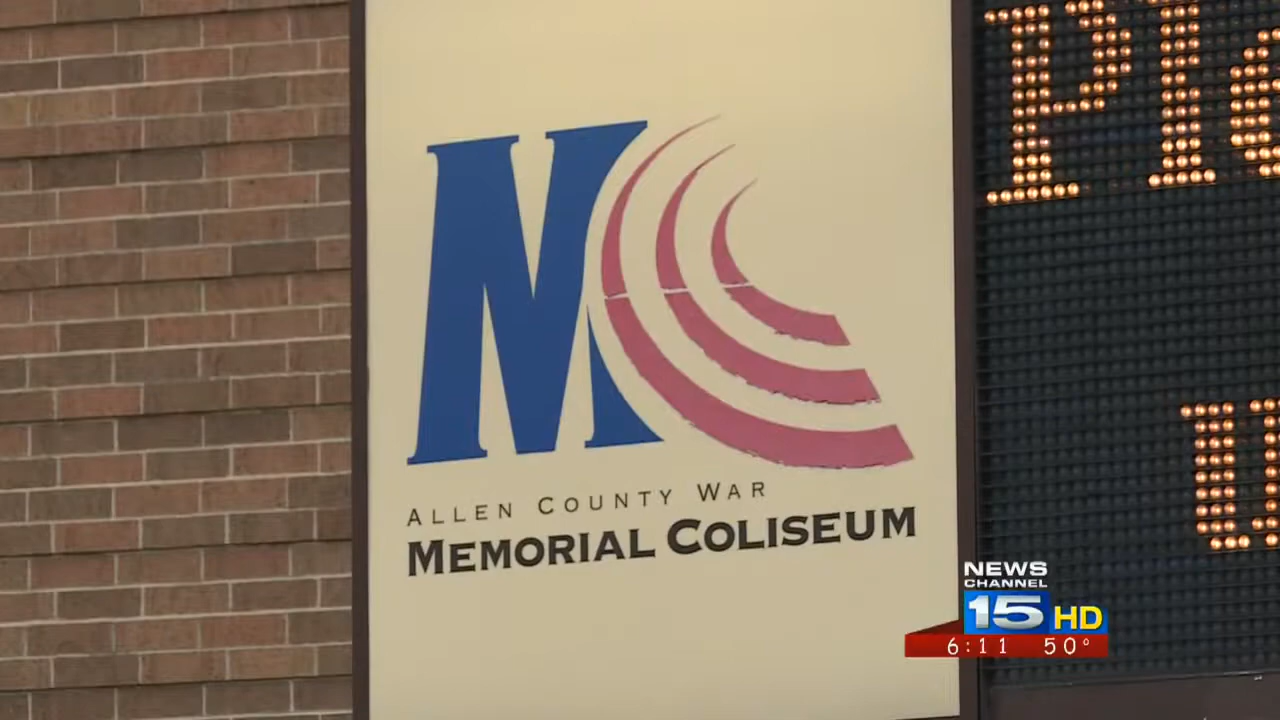 M
ALLEN COUNTY WAR
MEMORIAL COLISEUM
NEWS
CHANNEL
15 HD
6:11 50°